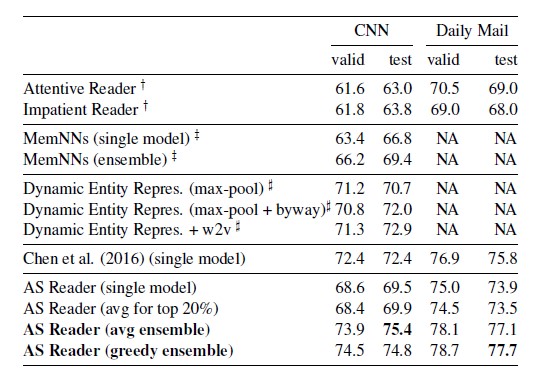 CNN Daily Mail
valid test valid test
Attentive Reader † 61.6 63.0 70.5 69.0
Impatient Reader † 61.8 63.8 69.0 68.0
MemNNs (single model) ‡ 63.4 66.8 NA NA
MemNNs (ensemble) ‡ 66.2 69.4 NA NA
Dynamic Entity Repres. (max-pool) ♯ 71.2 70.7 NA NA
Dynamic Entity Repres. (max-pool + byway)♯ 70.8 72.0 NA NA
Dynamic Entity Repres. + w2v ♯ 71.3 72.9 NA NA
Chen et al. (2016) (single model) 72.4 72.4 76.9 75.8
AS Reader (single model) 68.6 69.5 75.0 73.9
AS Reader (avg for top 20%) 68.4 69.9 74.5 73.5
AS Reader (avg ensemble) 73.9 75.4 78.1 77.1
AS Reader (greedy ensemble) 74.5 74.8 78.7 77.7